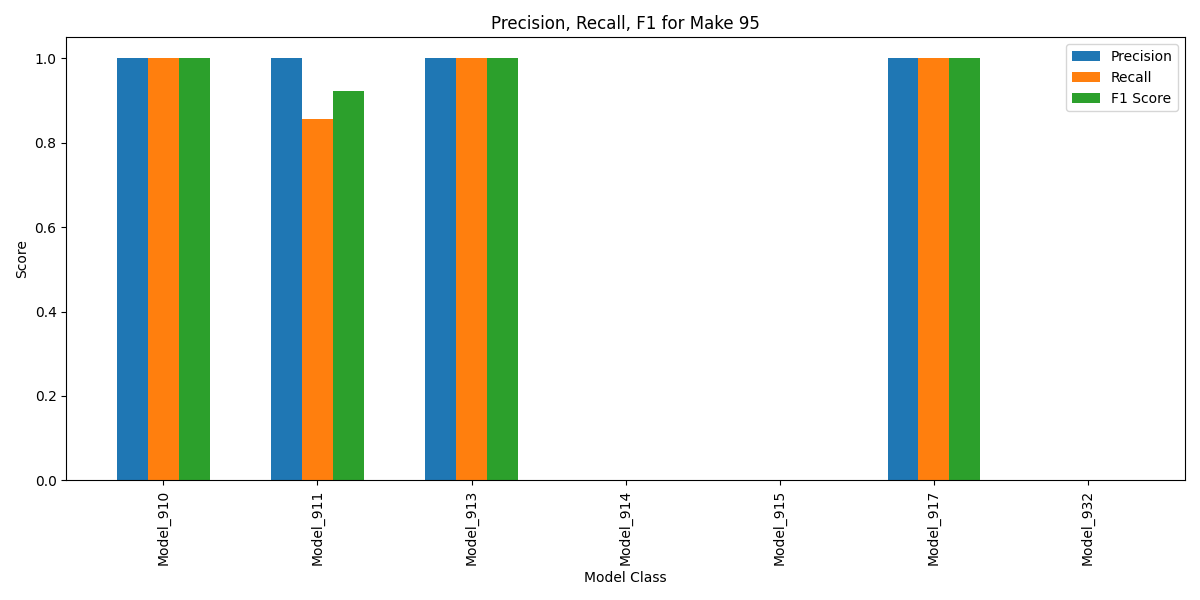 Precision, Recall, F1 for Make 95
Precision
Recall
F1 Score
Score
1.0
0.8
0.6
0.4
0.2
0.0
Model_910
Model_911
Model_913
Model_914
Model_915
Model_917
Model_932
Model Class